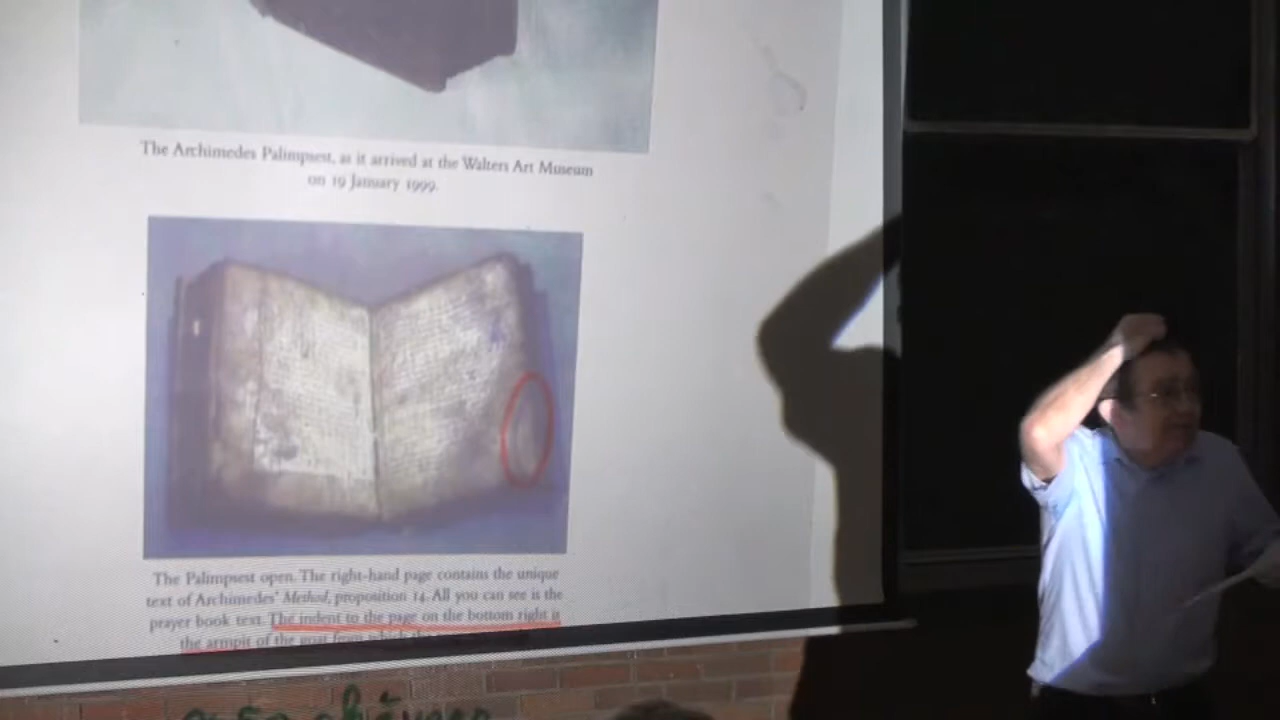 The Archimedes Palimpsest, as it arrived at the Walters Art Museum
on 19 January 1999.
The Palimpsest open. The right-hand page contains the unique
text of Archimedes' Method, proposition 14. All you can see is the
prayer book text. The indent to the page on the bottom right is
the armpit of the goat from which the